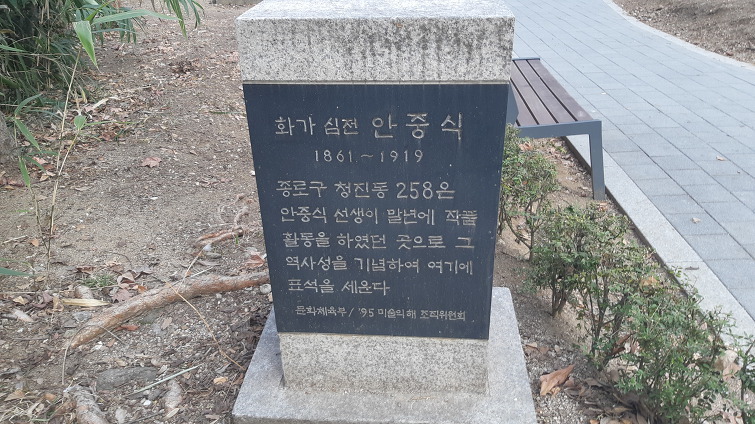 화가 심전 안중식
1861~1919
종로구 청진동 258은
안중식 선생이 말년에 작품
활동을 하였던 곳으로 그
역사성을 기념하여 여기에
표석을 세운다
문화체육부/'95 미술의해 조직위원회